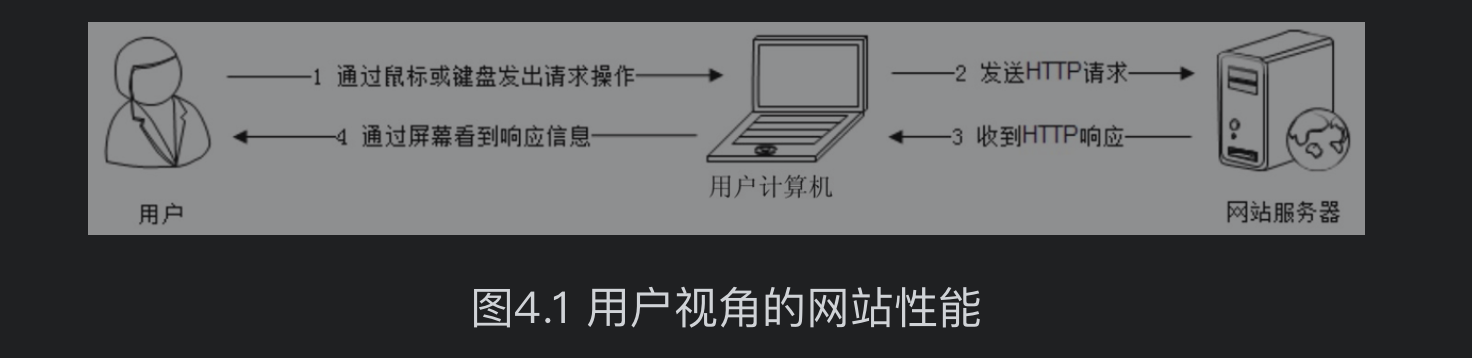 1 通过鼠标或键盘发出请求操作
2 发送HTTP请求
4 通过屏幕看到响应信息
3 收到HTTP响应
用户计算机
用户
网站服务器
图4.1 用户视角的网站性能